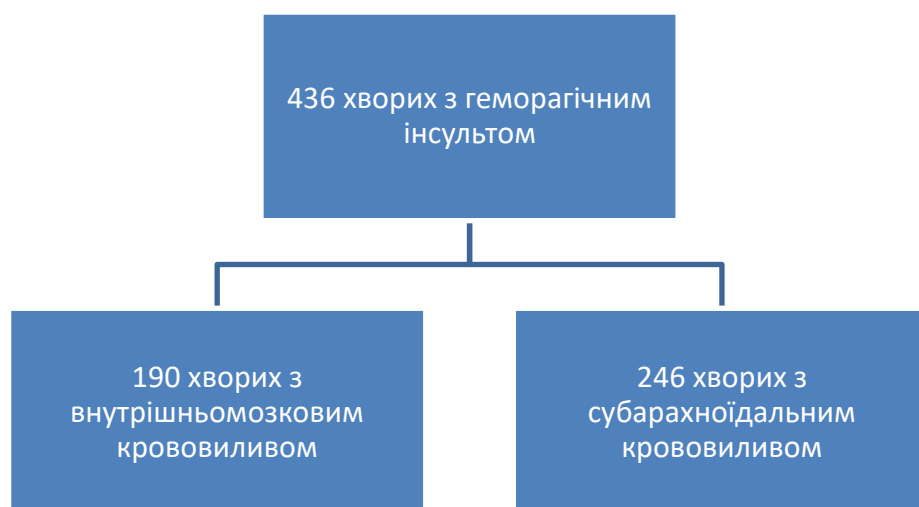 436 хворих з геморагічним
інсультом
190 хворих з
внутрішньомозковим
крововиливом
246 хворих з
субарахноїдальним
крововиливом